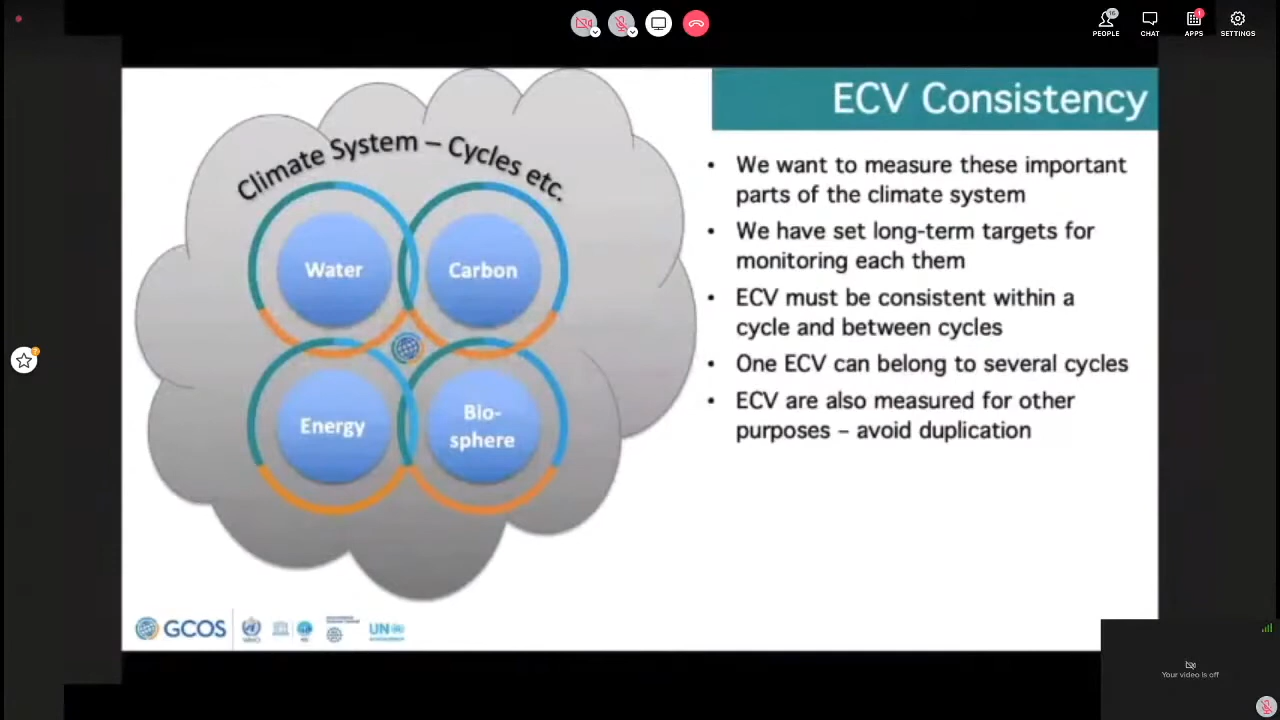 16
1
PEOPLE
CHAT
APPS
SETTINGS
ECV Consistency
Climate System – Cycles etc.
Water
Carbon
Energy
Bio-
sphere
• We want to measure these important
parts of the climate system
• We have set long-term targets for
monitoring each them
• ECV must be consistent within a
cycle and between cycles
• One ECV can belong to several cycles
• ECV are also measured for other
purposes – avoid duplication
GCOS
UN
Your video is off